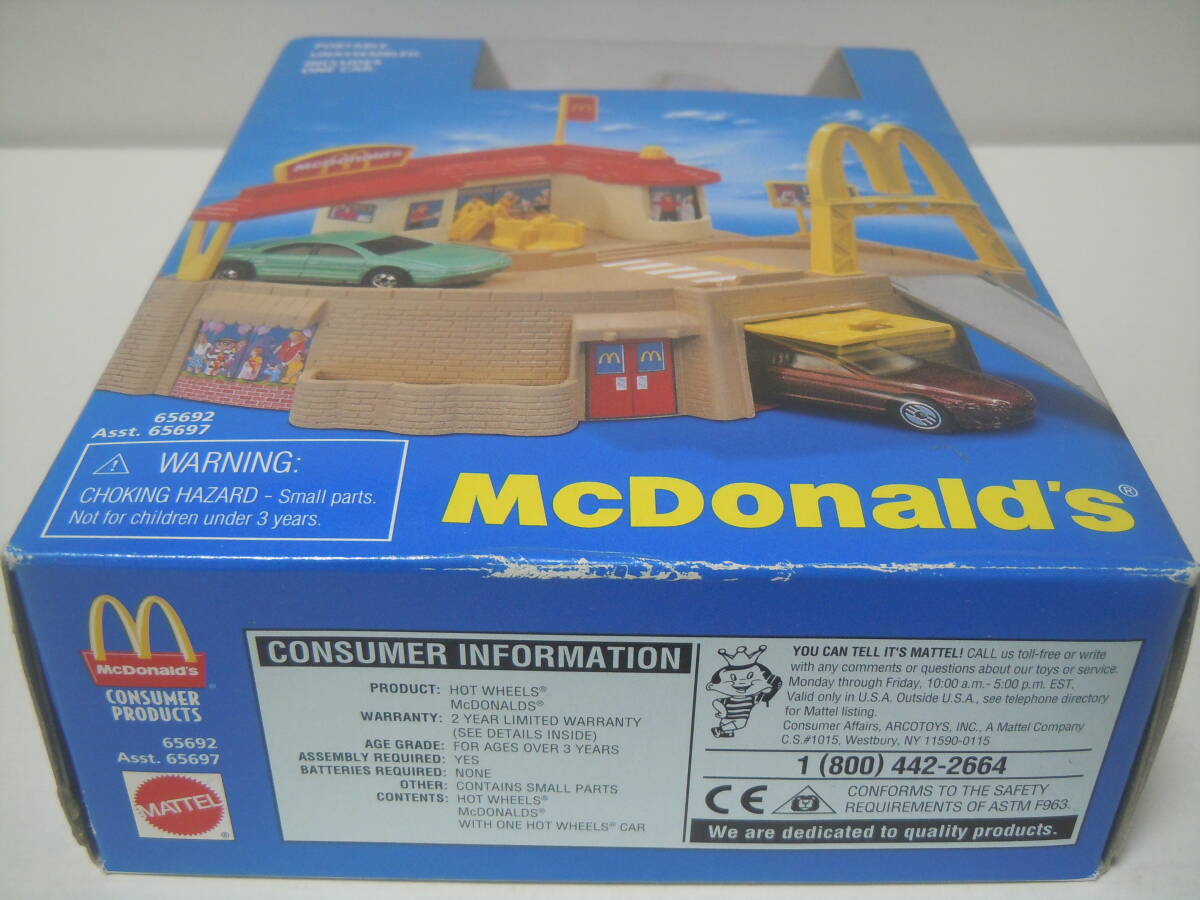 PORTABLE.
UNASSEMBLED.
INCLUDES
ONE CAR.
McDonald's
65692
Asst. 65697
WARNING:
CHOKING HAZARD - Small parts.
Not for children under 3 years.
McDonald's®
McDonald's
CONSUMER
PRODUCTS
65692
Asst. 65697
MATTEL
®
CONSUMER INFORMATION
PRODUCT: HOT WHEELS®
McDONALDS®
WARRANTY: 2 YEAR LIMITED WARRANTY
(SEE DETAILS INSIDE)
AGE GRADE: FOR AGES OVER 3 YEARS
ASSEMBLY REQUIRED: YES
BATTERIES REQUIRED: NONE
OTHER: CONTAINS SMALL PARTS
CONTENTS: HOT WHEELS®
McDONALDS®
WITH ONE HOT WHEELS® CAR
YOU CAN TELL IT'S MATTEL! CALL us toll-free or write
with any comments or questions about our toys or service.
Monday through Friday, 10:00 a.m.- 5:00 p.m. EST.
Valid only in U.S.A. Outside U.S.A., see telephone directory
for Mattel listing.
Consumer Affairs, ARCOTOYS, INC., A Mattel Company
C.S.#1015, Westbury, NY 11590-0115
1 (800) 442-2664
CE
CONFORMS TO THE SAFETY
REQUIREMENTS OF ASTM F963.
We are dedicated to quality products.